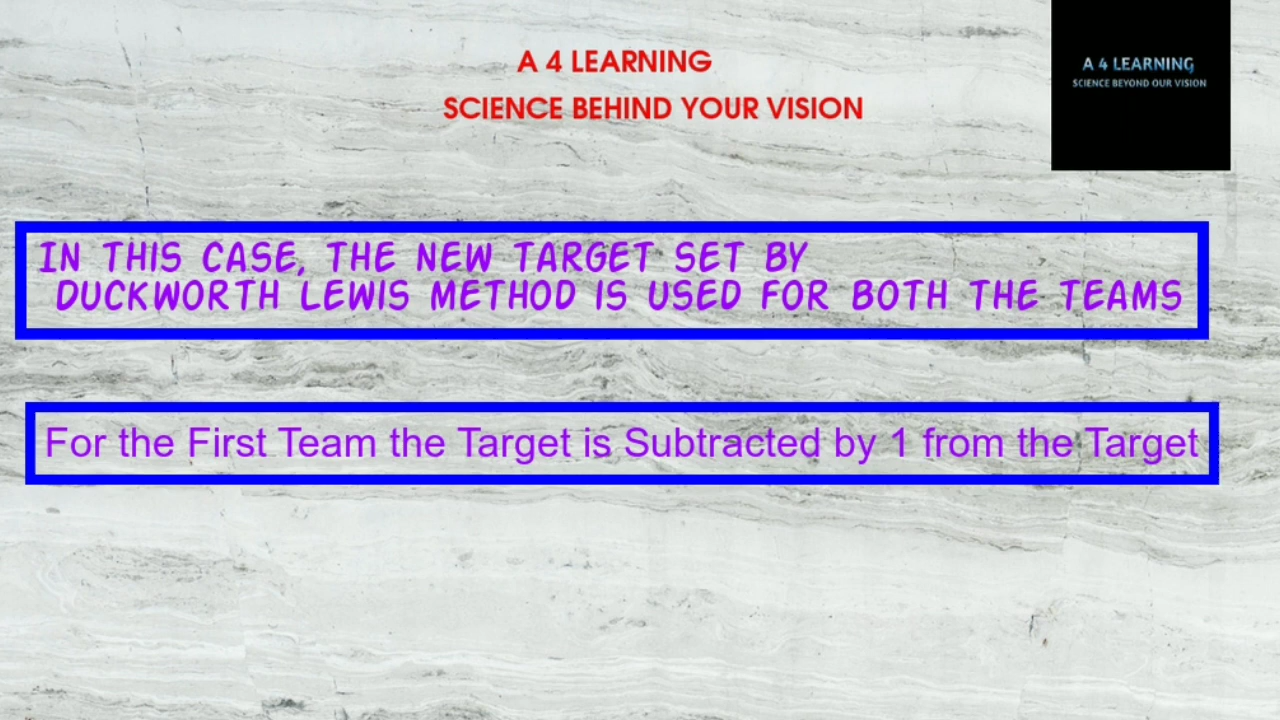 A 4 LEARNING
SCIENCE BEHIND YOUR VISION
A 4 LEARNING
SCIENCE BEYOND OUR VISION
IN THIS CASE, THE NEW TARGET SET BY
DUCKWORTH LEWIS METHOD IS USED FOR BOTH THE TEAMS
For the First Team the Target is Subtracted by 1 from the Target